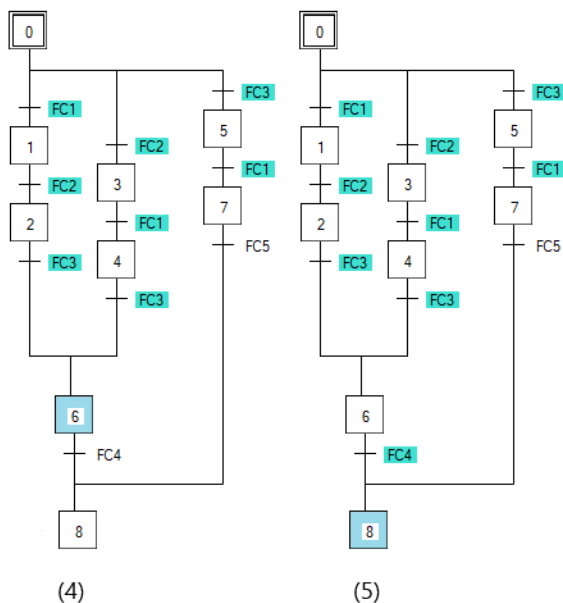 0 0
FC3 FC3
FC1 FC1
1 5 1 5
FC2 FC2
FC2 3 FC1 FC2 3 FC1
2 7 2 7
FC1 FC1
FC3 4 FC5 FC3 4 FC5
FC3 FC3
6 6
FC4 FC4
8 8
(4) (5)